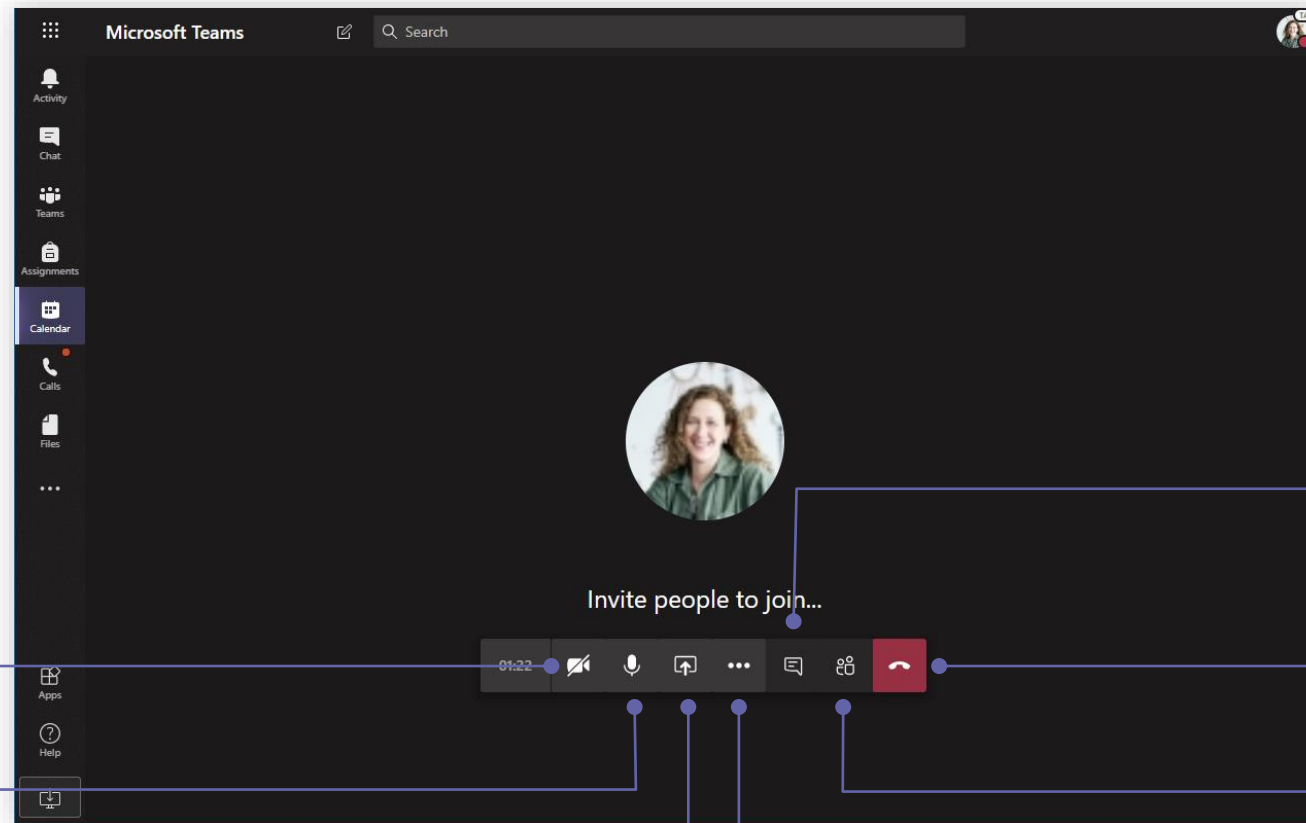 Microsoft Teams
Search
Activity
Chat
Teams
Assignments
Calendar
Calls
Files
Invite people to join...
01:22
Apps
Help